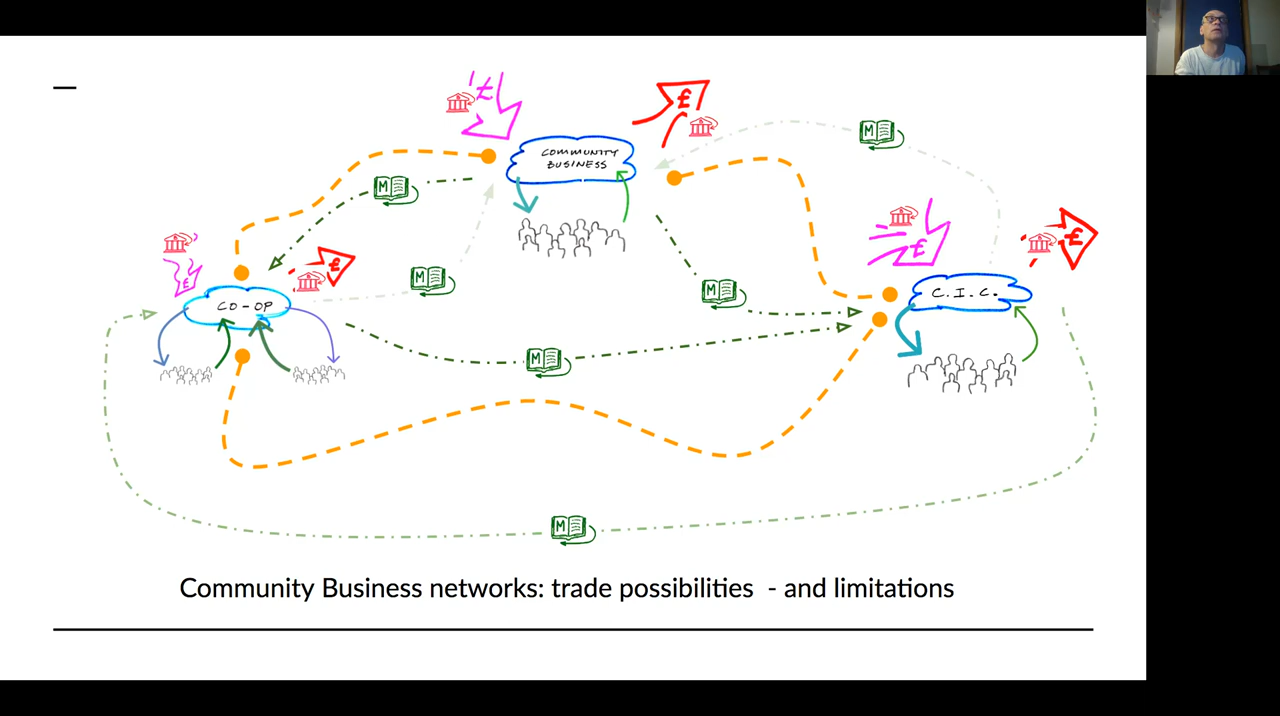 £
£
M
COMMUNITY
BUSINESS
M
£
£
£
£
M
M
CO-OP
C.I.C.
M
M
Community Business networks: trade possibilities - and limitations